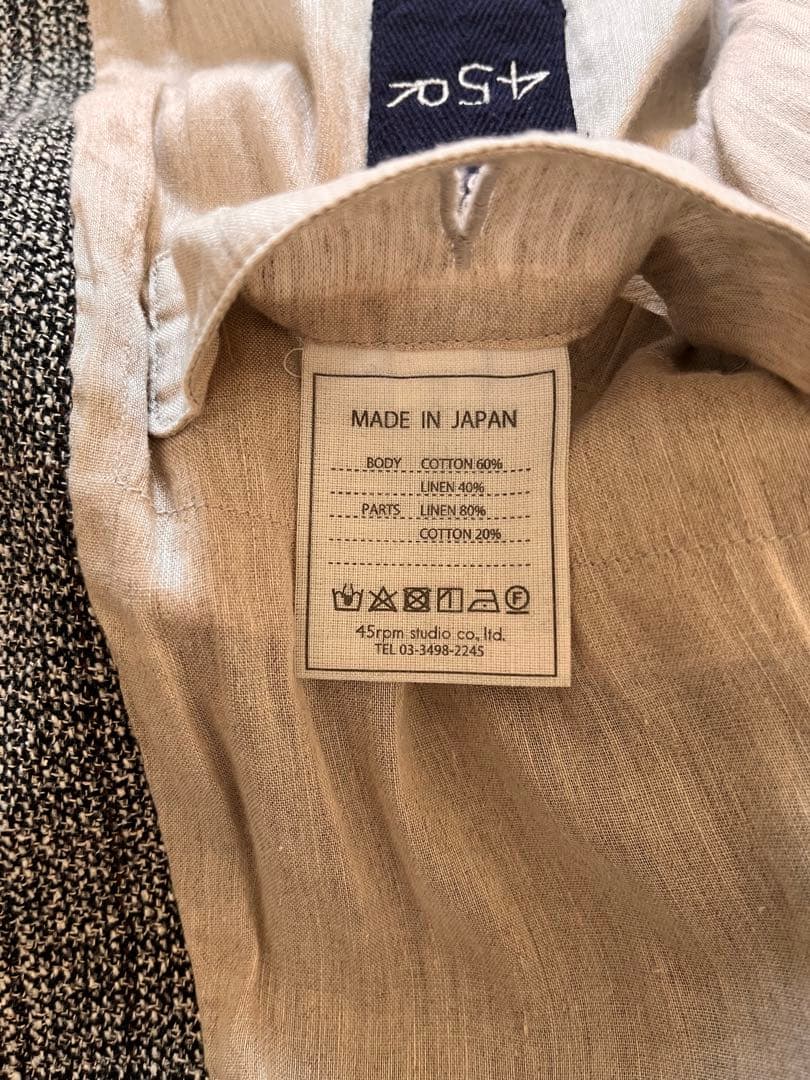 45R
MADE IN JAPAN
BODY COTTON 60%
LINEN 40%
PARTS LINEN 80%
COTTON 20%
F
45rpm studio co., ltd.
TEL 03-3498-2245